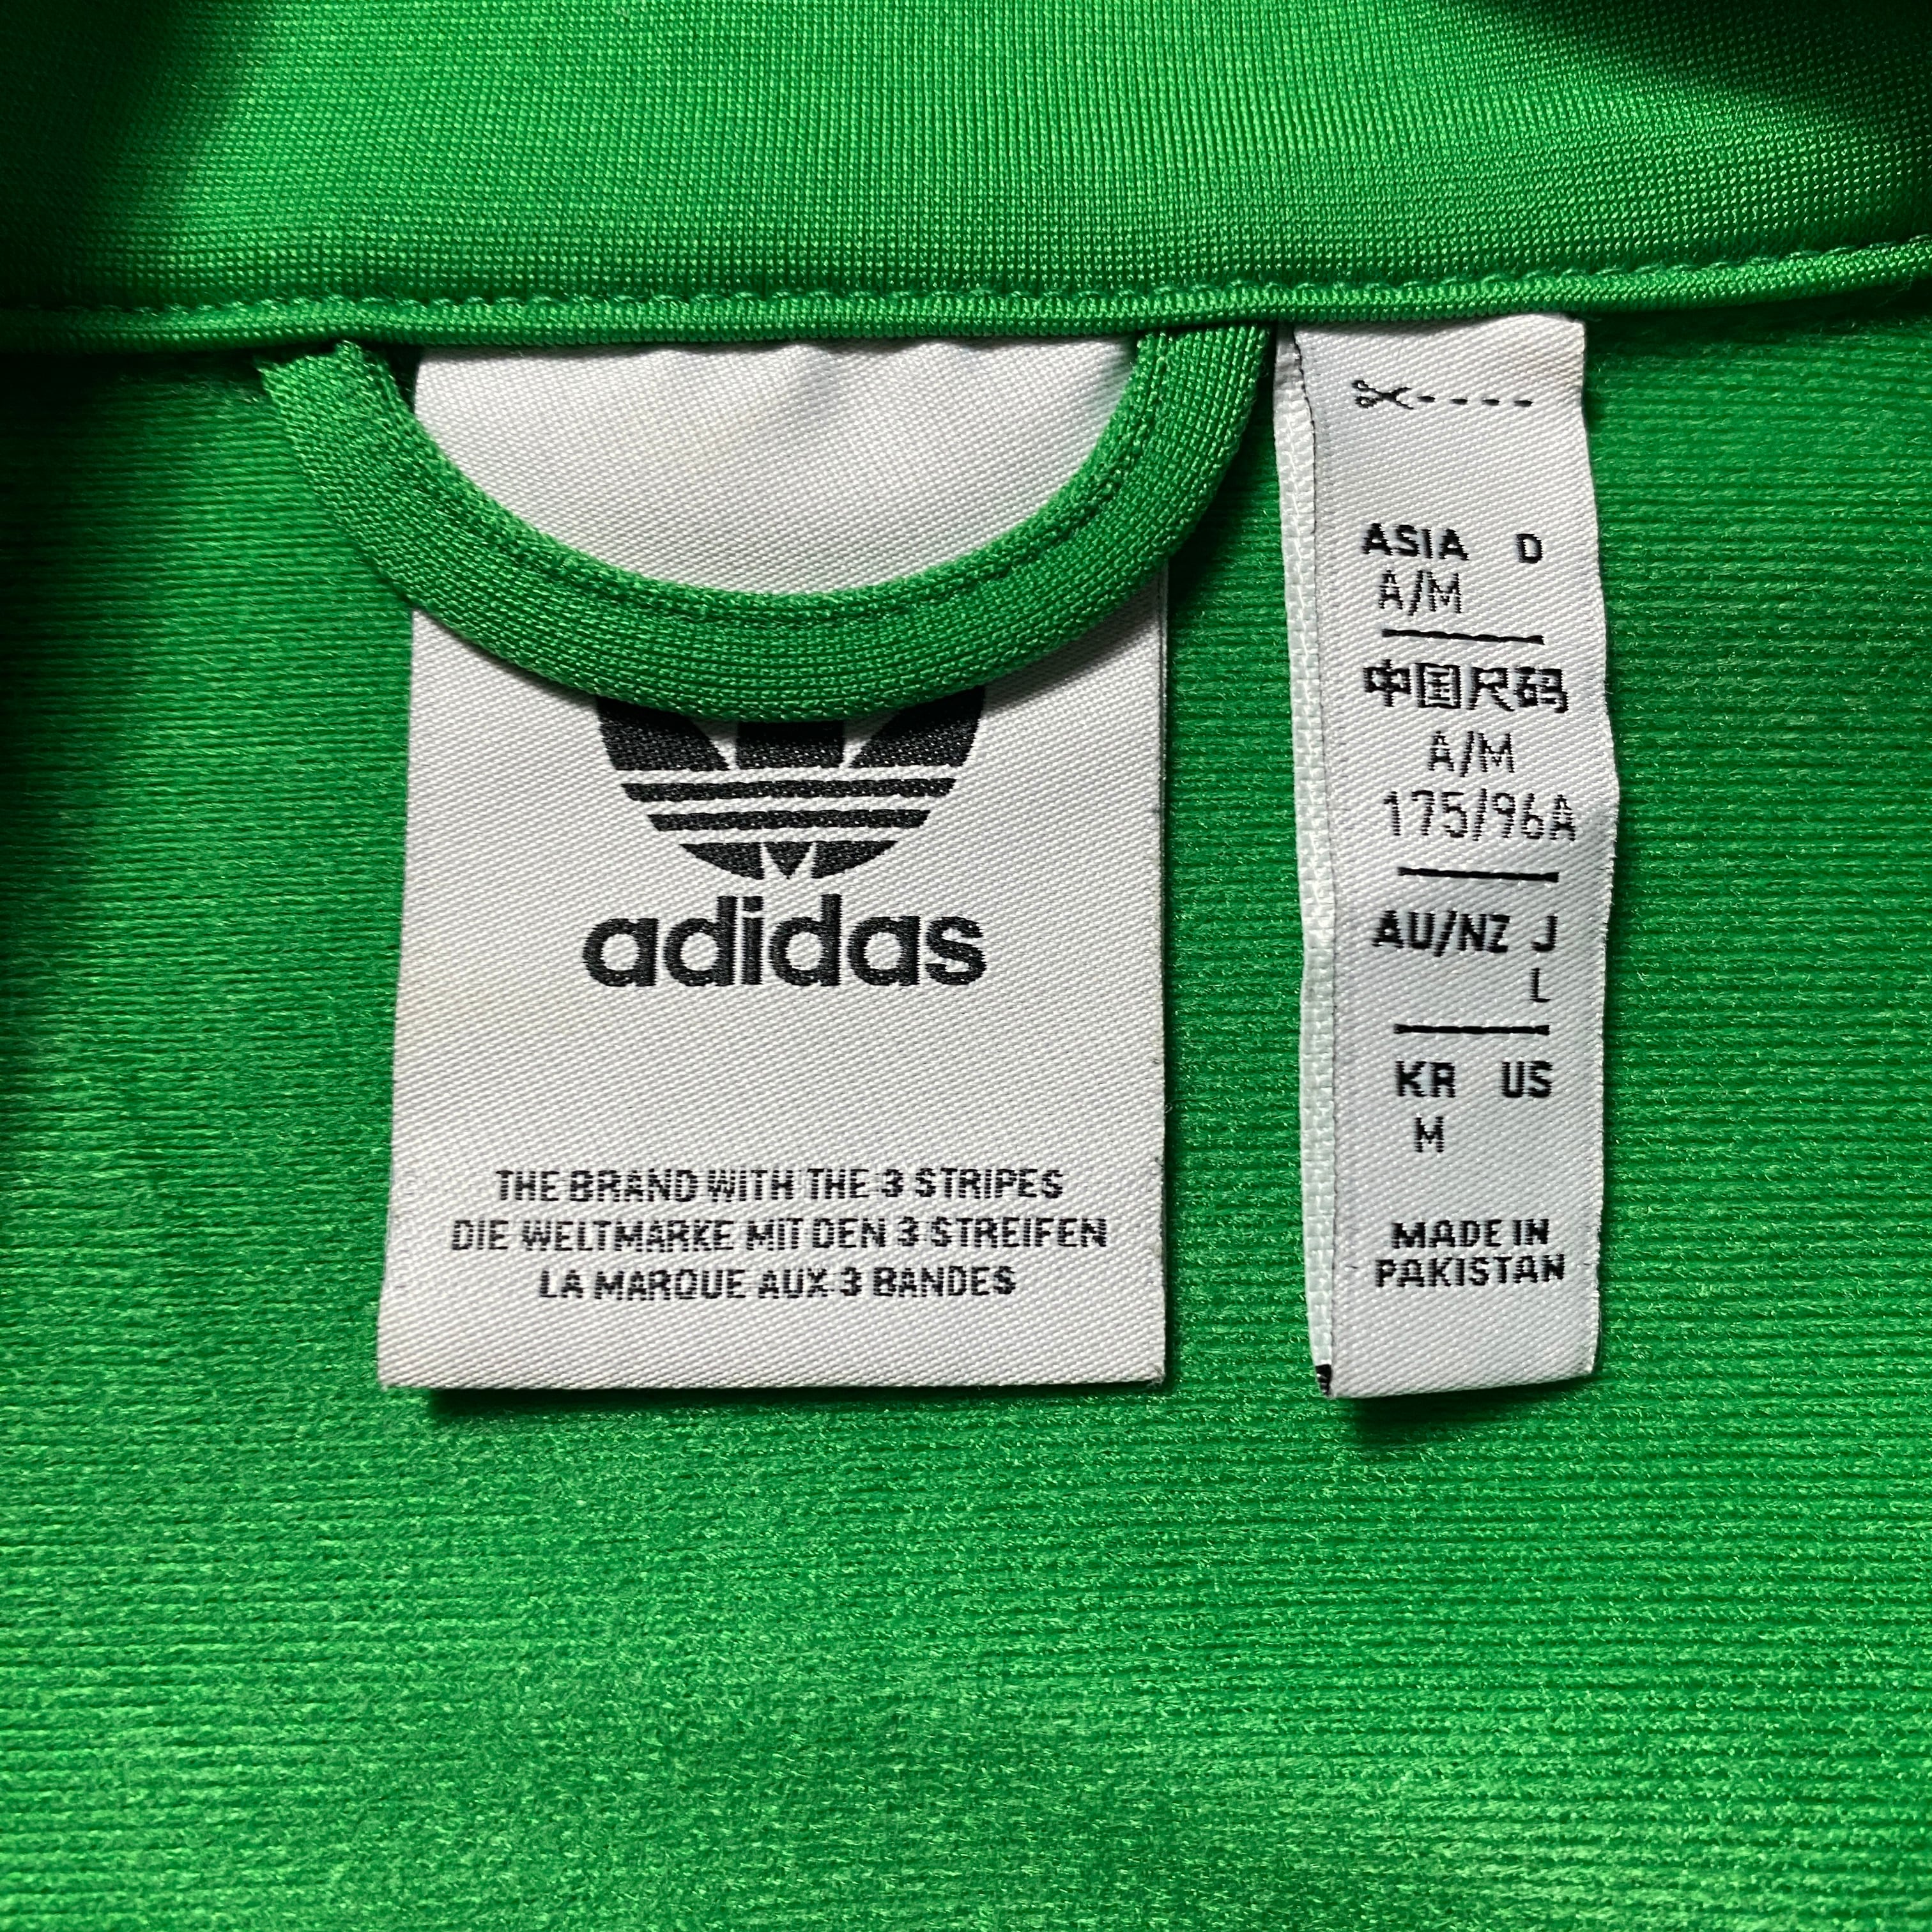 adidas
THE BRAND WITH THE 3 STRIPES
DIE WELTMARKE MIT DEN 3 STREIFEN
LA MARQUE AUX 3 BANDES
ASIA D
A/M
中国尺码
A/M
175/96A
AU/NZ J
L
KR US
M
MADE IN
PAKISTAN